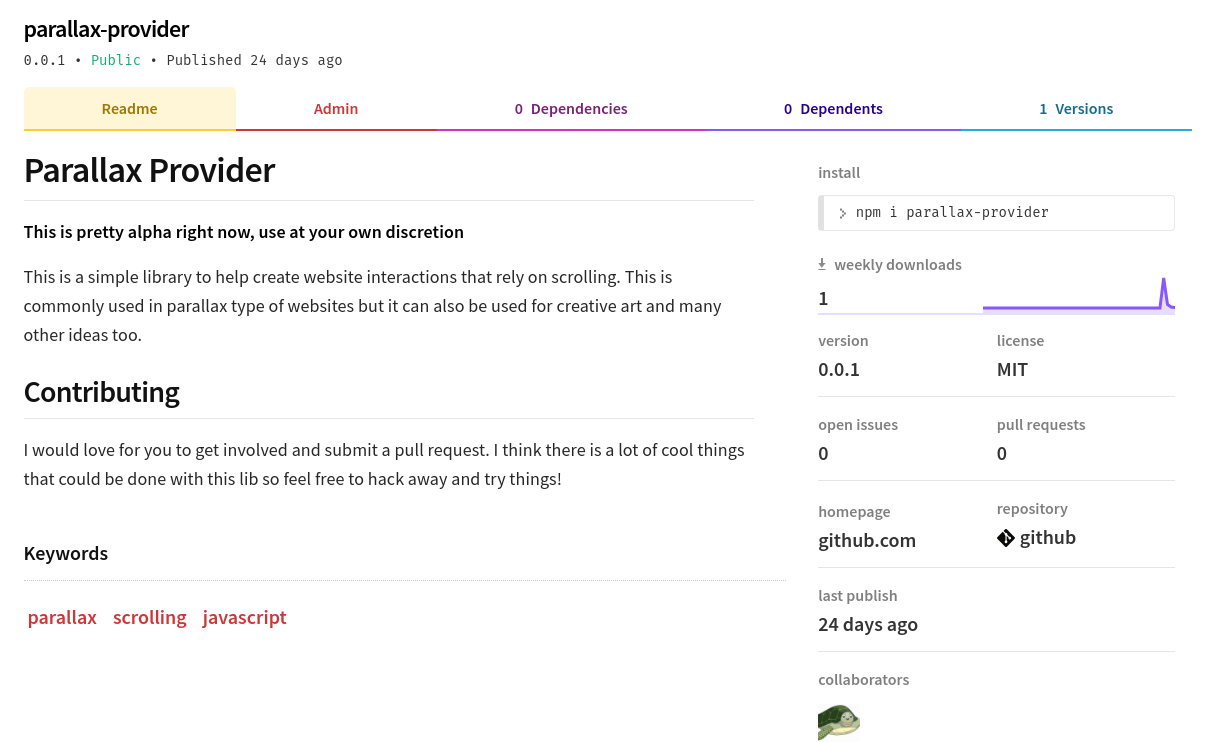 parallax-provider
0.0.1 • Public • Published 24 days ago
Readme
Admin
0 Dependencies
0 Dependents
1 Versions
Parallax Provider
This is pretty alpha right now, use at your own discretion
This is a simple library to help create website interactions that rely on scrolling. This is
commonly used in parallax type of websites but it can also be used for creative art and many
other ideas too.
Contributing
I would love for you to get involved and submit a pull request. I think there is a lot of cool things
that could be done with this lib so feel free to hack away and try things!
Keywords
parallax scrolling javascript
install
npm i parallax-provider
weekly downloads
1
version
0.0.1
license
MIT
open issues
0
pull requests
0
homepage
github.com
repository
github
last publish
24 days ago
collaborators